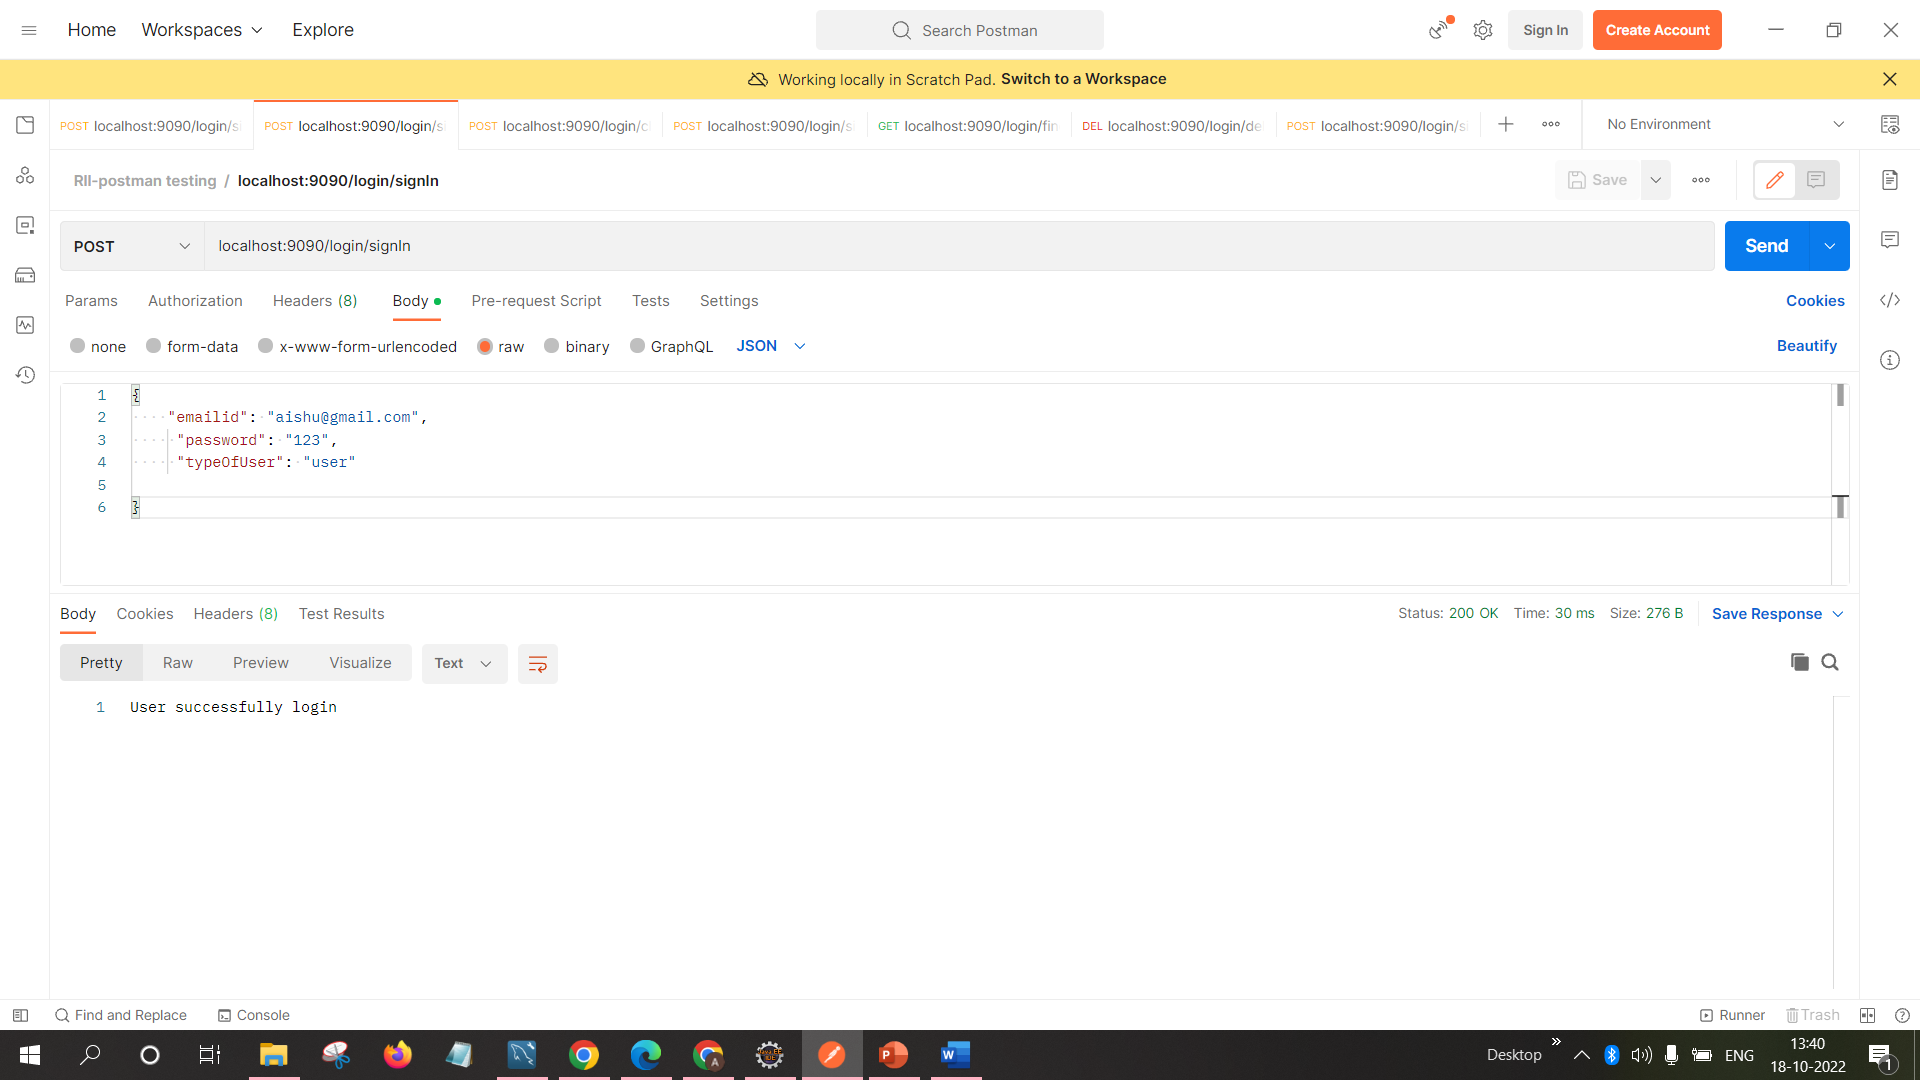 Home Workspaces Explore Search Postman Sign In Create Account
Working locally in Scratch Pad. Switch to a Workspace
POST localhost:9090/login/s POST localhost:9090/login/s POST localhost:9090/login/c POST localhost:9090/login/s GET localhost:9090/login/fin DEL localhost:9090/login/de POST localhost:9090/login/s No Environment
RII-postman testing / localhost:9090/login/signIn Save
POST localhost:9090/login/signIn Send
Params Authorization Headers (8) Body Pre-request Script Tests Settings Cookies
none form-data x-www-form-urlencoded raw binary GraphQL JSON Beautify
1 {
2 "emailid": "aishu@gmail.com",
3 "password": "123",
4 "typeOfUser": "user"
5
6 }
Body Cookies Headers (8) Test Results Status: 200 OK Time: 30 ms Size: 276 B Save Response
Pretty Raw Preview Visualize Text
1 User successfully login
Find and Replace Console Runner Trash
Desktop ENG 13:40
18-10-2022 1